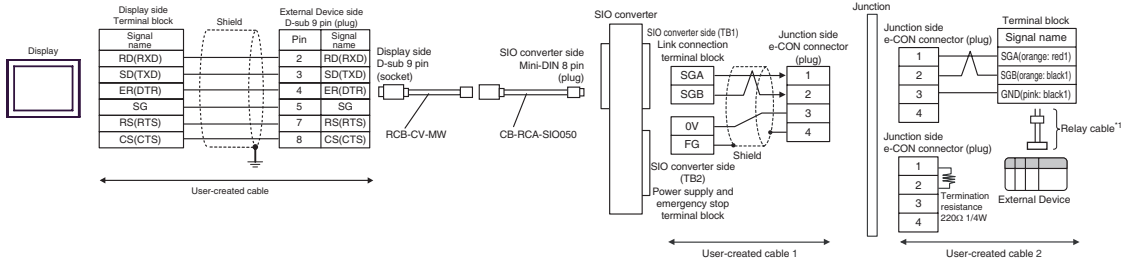 Display
Display side
Terminal block
Signal
name
RD(RXD)
SD(TXD)
ER(DTR)
SG
RS(RTS)
CS(CTS)
Shield
External Device side
D-sub 9 pin (plug)
Pin
Signal
name
2 RD(RXD)
3 SD(TXD)
4 ER(DTR)
5 SG
7 RS(RTS)
8 CS(CTS)
User-created cable
Display side
D-sub 9 pin
(socket)
RCB-CV-MW
SIO converter side
Mini-DIN 8 pin
(plug)
CB-RCA-SIO050
SIO converter
SIO converter side (TB1)
Link connection
terminal block
SGA
SGB
0V
FG
Shield
SIO converter side
(TB2)
Power supply and
emergency stop
terminal block
Junction side
e-CON connector
(plug)
1
2
3
4
User-created cable 1
Junction
Junction side
e-CON connector (plug)
1
2
3
4
Terminal block
Signal name
SGA(orange: red1)
SGB(orange: black1)
GND(pink: black1)
Relay cable*1
External Device
Junction side
e-CON connector (plug)
1
2
3
4
Termination
resistance
220Ω 1/4W
User-created cable 2